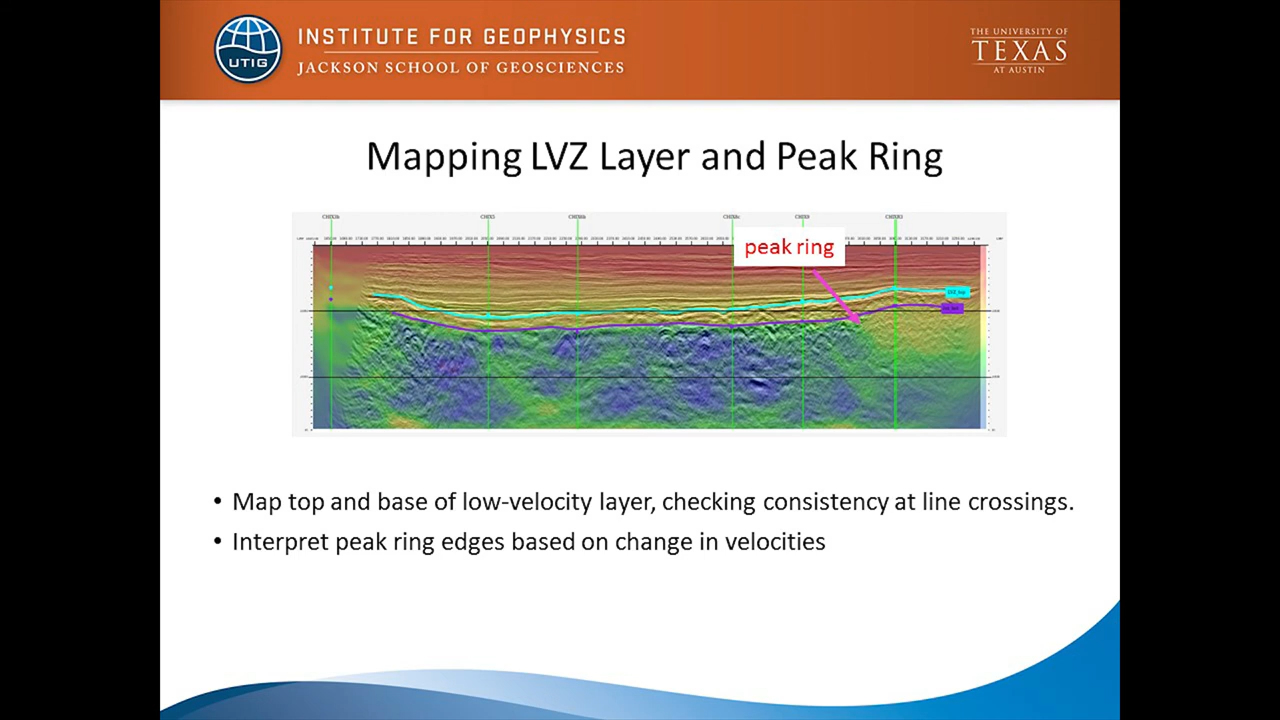 INSTITUTE FOR GEOPHYSICS
UTIG
JACKSON SCHOOL OF GEOSCIENCES
THE UNIVERSITY OF
TEXAS
AT AUSTIN
Mapping LVZ Layer and Peak Ring
peak ring
• Map top and base of low-velocity layer, checking consistency at line crossings.
• Interpret peak ring edges based on change in velocities